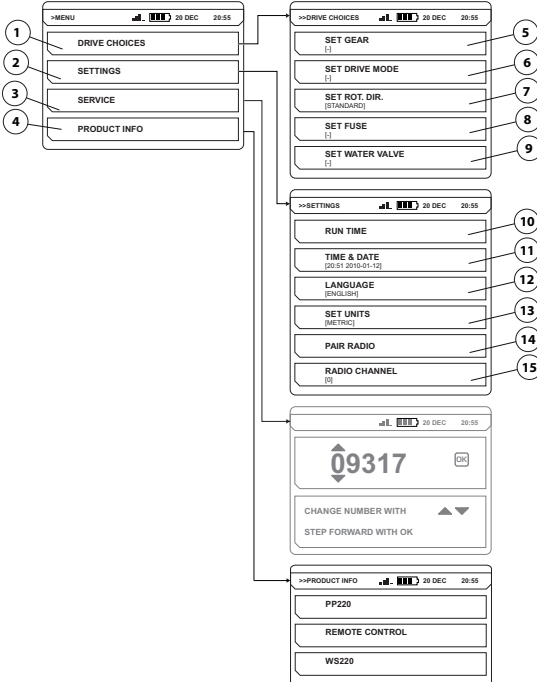 >MENU 20 DEC 20:55
1
DRIVE CHOICES
2
SETTINGS
3
SERVICE
4
PRODUCT INFO
>>DRIVE CHOICES 20 DEC 20:55
SET GEAR
[-]
5
SET DRIVE MODE
[-]
6
SET ROT. DIR.
[STANDARD]
7
SET FUSE
[-]
8
SET WATER VALVE
[-]
9
>>SETTINGS 20 DEC 20:55
RUN TIME
10
TIME & DATE
[20:51 2010-01-12]
11
LANGUAGE
[ENGLISH]
12
SET UNITS
[METRIC]
13
PAIR RADIO
14
RADIO CHANNEL
[0]
15
20 DEC 20:55
09317 OK
CHANGE NUMBER WITH
STEP FORWARD WITH OK
>>PRODUCT INFO 20 DEC 20:55
PP220
REMOTE CONTROL
WS220